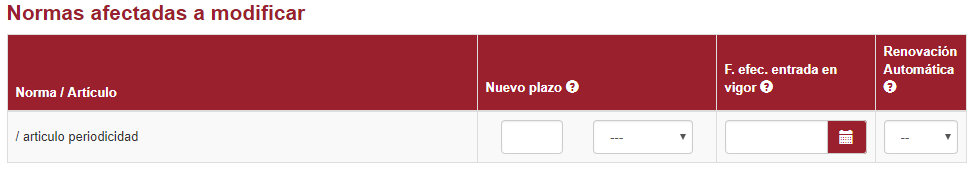 Normas afectadas a modificar
Norma / Artículo
Nuevo plazo ?
F. efec. entrada en
vigor ?
Renovación
Automática
?
/ articulo periodicidad
---
--